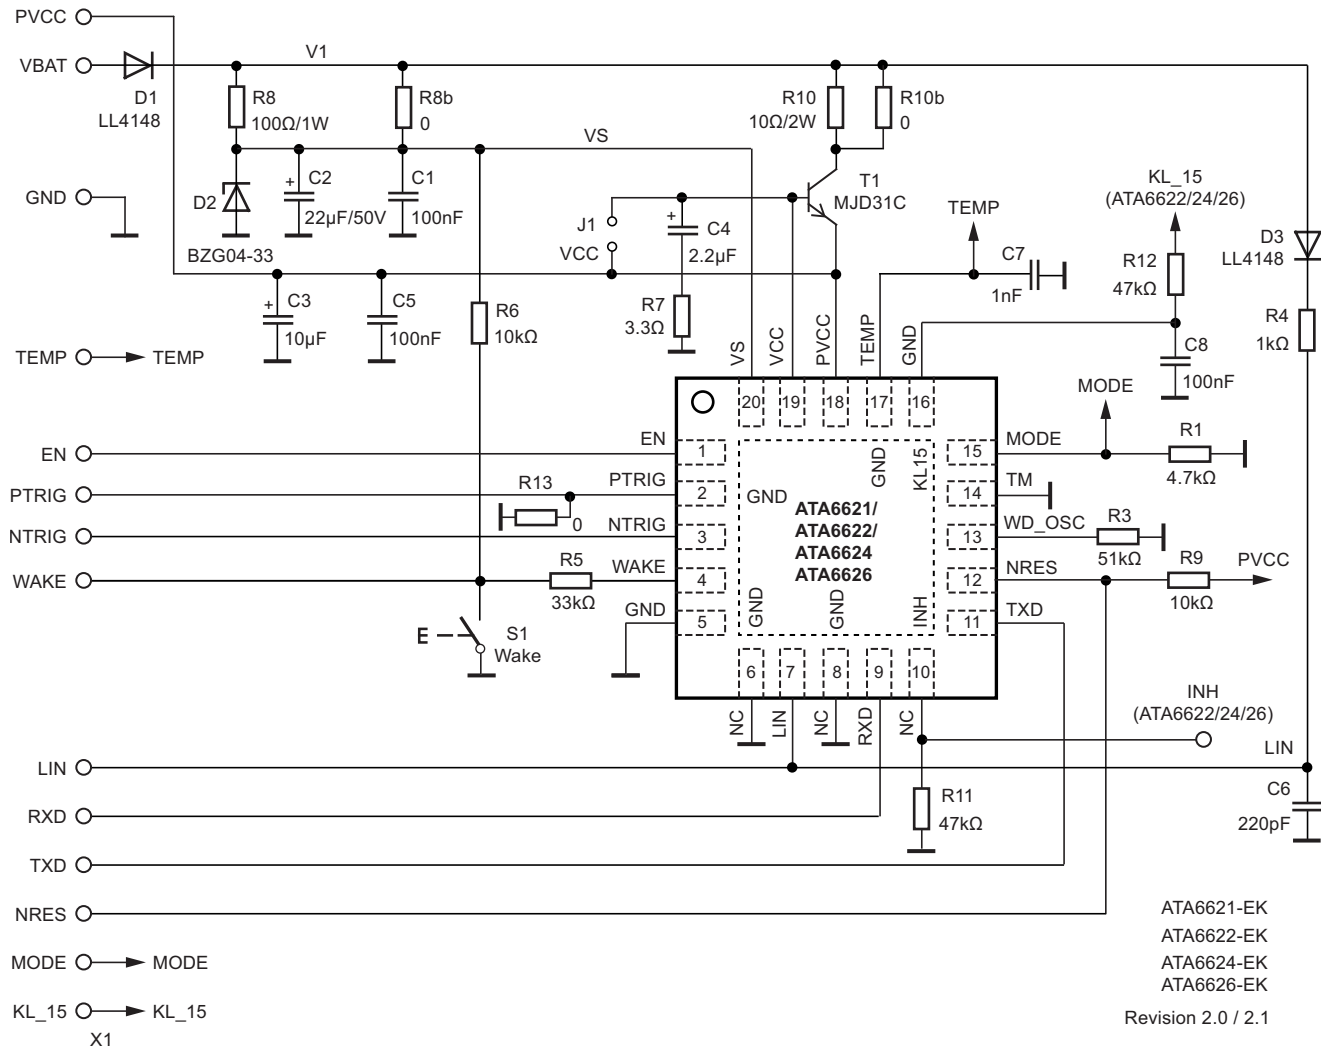 PVCC
VBAT
D1
LL4148
V1
R8
100Ω/1W
R8b
0
R10
10Ω/2W
R10b
0
VS
GND
D2
BZG04-33
+
C2
22µF/50V
C1
100nF
J1
VCC
+
C4
2.2µF
T1
MJD31C
TEMP
C7
1nF
KL_15
(ATA6622/24/26)
R12
47kΩ
D3
LL4148
+
C3
10µF
C5
100nF
R6
10kΩ
R7
3.3Ω
R4
1kΩ
C8
100nF
TEMP
TEMP
VS
VCC
PVCC
TEMP
GND
20
19
18
17
16
MODE
EN
EN
1
15
MODE
R1
4.7kΩ
PTRIG
R13
0
PTRIG
2
14
TM
NTRIG
NTRIG
3
13
WD_OSC
R3
51kΩ
WAKE
R5
33kΩ
WAKE
4
12
NRES
R9
10kΩ
PVCC
GND
5
11
TXD
GND
GND
KL15
ATA6621/
ATA6622/
ATA6624
ATA6626
GND
GND
INH
E
S1
Wake
6
7
8
9
10
NC
LIN
NC
RXD
NC
INH
(ATA6622/24/26)
LIN
LIN
C6
220pF
RXD
R11
47kΩ
TXD
NRES
MODE
MODE
KL_15
KL_15
X1
ATA6621-EK
ATA6622-EK
ATA6624-EK
ATA6626-EK
Revision 2.0 / 2.1